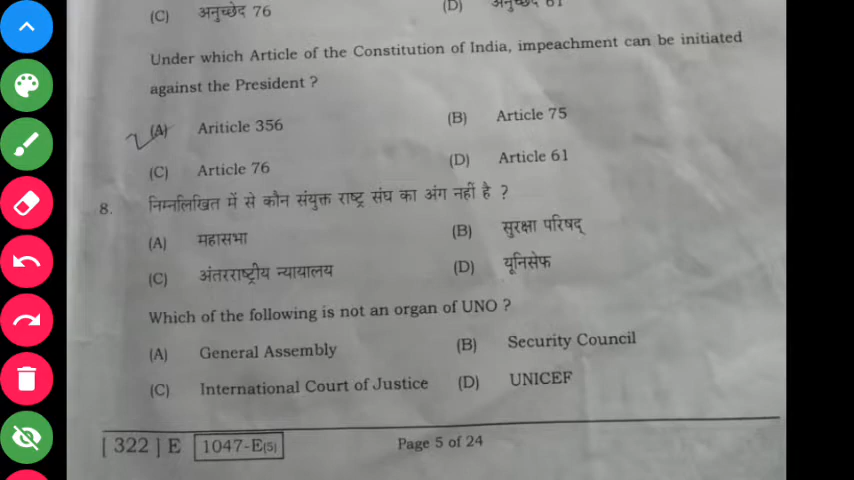 (C) अनुच्छेद 76 (D) अनुच्छेद 61
Under which Article of the Constitution of India, impeachment can be initiated
against the President ?
(A) Ariticle 356 (B) Article 75
(C) Article 76 (D) Article 61
8. निम्नलिखित में से कौन संयुक्त राष्ट्र संघ का अंग नहीं है ?
(A) महासभा (B) सुरक्षा परिषद्
(C) अंतरराष्ट्रीय न्यायालय (D) यूनिसेफ
Which of the following is not an organ of UNO ?
(A) General Assembly (B) Security Council
(C) International Court of Justice (D) UNICEF
[ 322 ] E 1047-E(5) Page 5 of 24